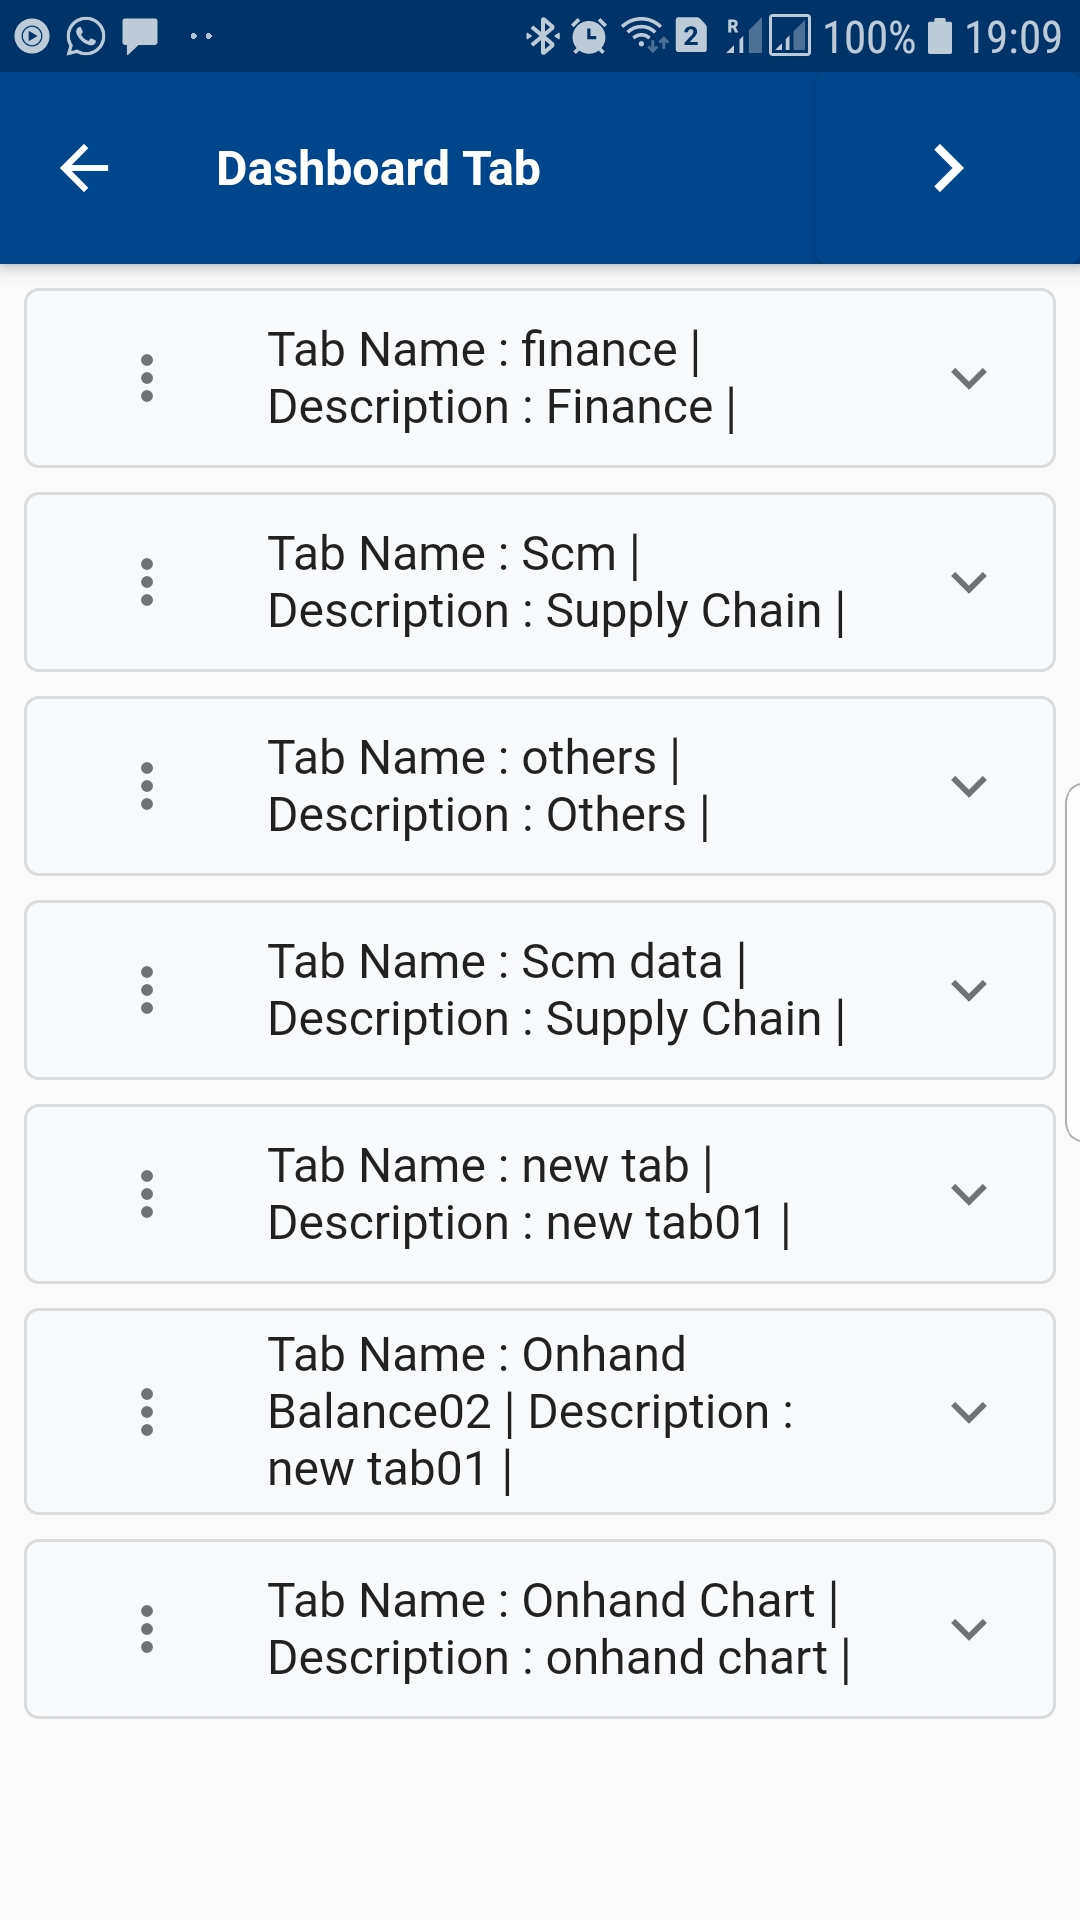 2 R 100% 19:09
Dashboard Tab
Tab Name : finance |
Description : Finance |
Tab Name : Scm |
Description : Supply Chain |
Tab Name : others |
Description : Others |
Tab Name : Scm data |
Description : Supply Chain |
Tab Name : new tab |
Description : new tab01 |
Tab Name : Onhand
Balance02 | Description :
new tab01 |
Tab Name : Onhand Chart |
Description : onhand chart |